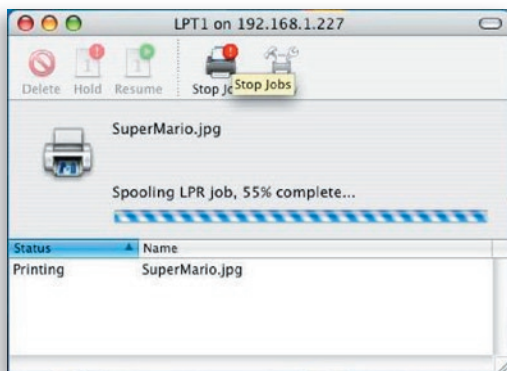 LPT1 on 192.168.1.227
Delete Hold Resume Stop Jo
Stop Jobs
SuperMario.jpg
Spooling LPR job, 55% complete...
Status Name
Printing SuperMario.jpg